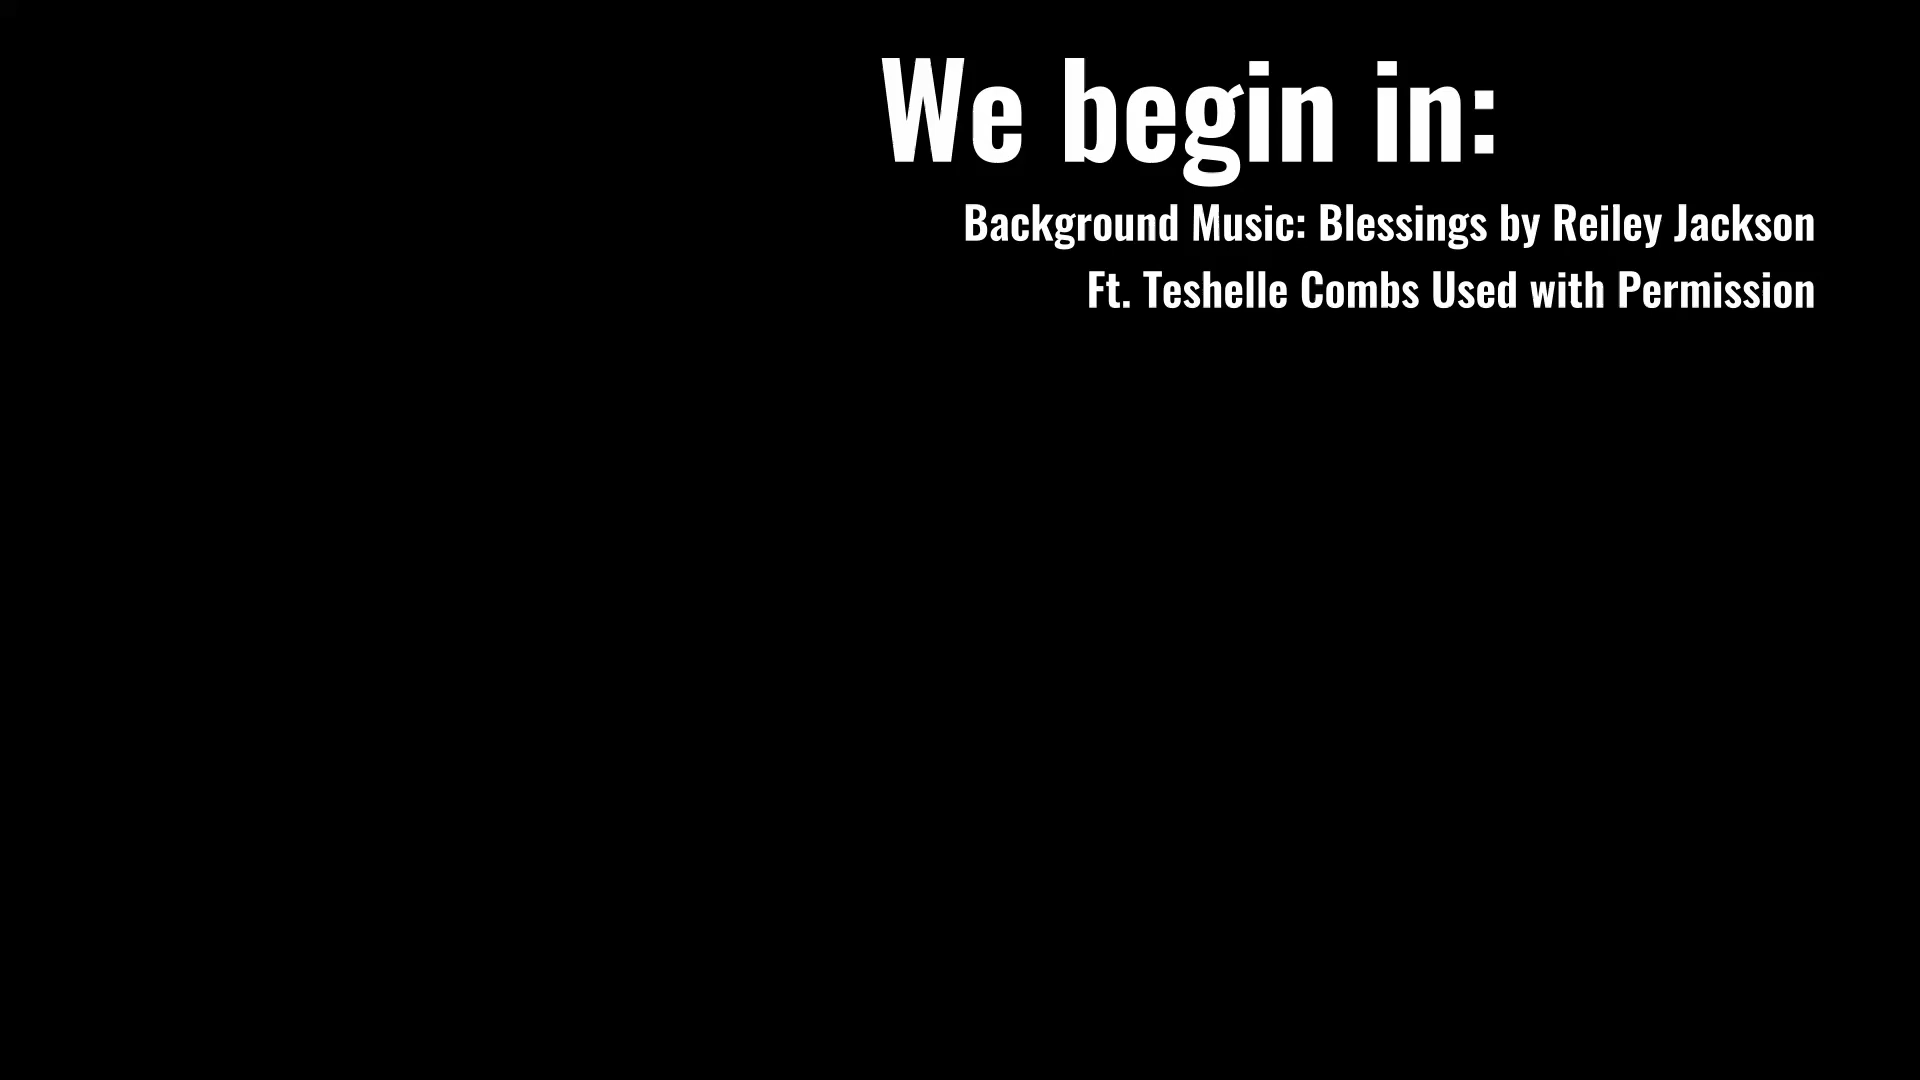 We begin in:
Background Music: Blessings by Reiley Jackson
Ft. Teshelle Combs Used with Permission